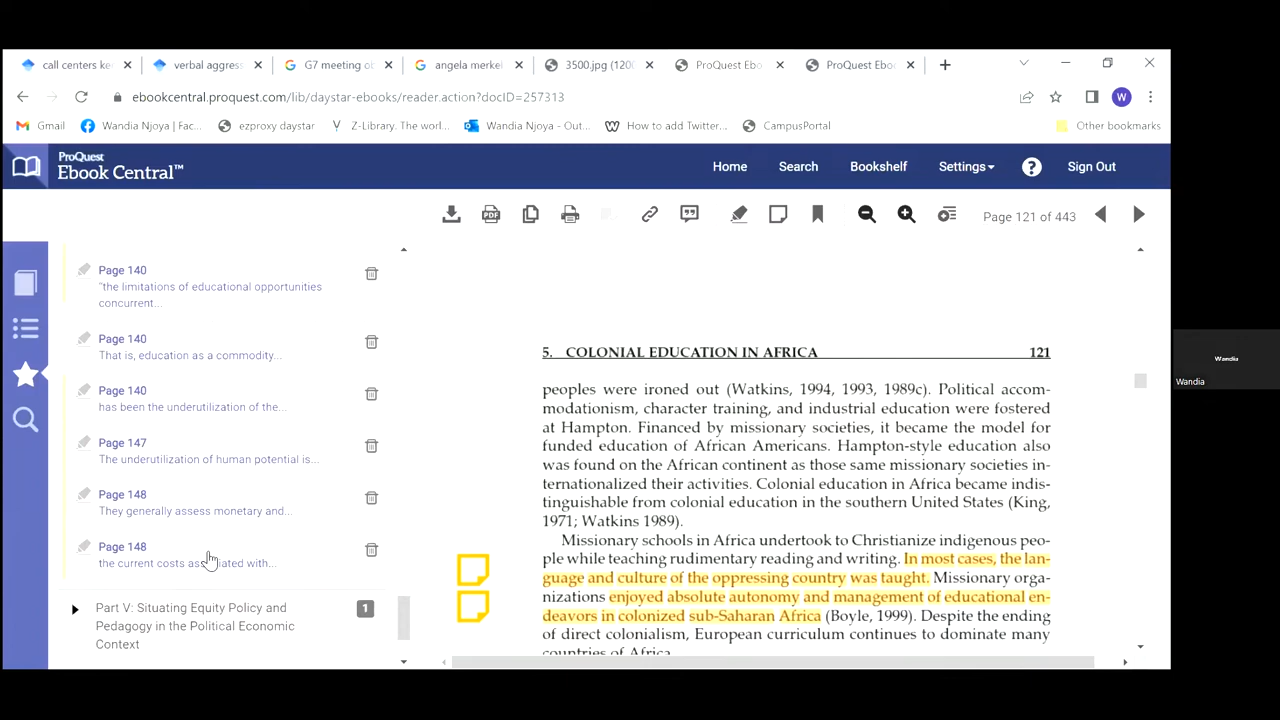 call centers ke
verbal aggres
G7 meeting ob
angela merkel
3500.jpg (120
ProQuest Ebo
ProQuest Ebo
ebookcentral.proquest.com/lib/daystar-ebooks/reader.action?docID=257313
W
Gmail
Wandia Njoya | Fac...
ezproxy daystar
Z-Library. The worl...
Wandia Njoya - Out...
How to add Twitter...
CampusPortal
Other bookmarks
ProQuest
Ebook Central™
Home
Search
Bookshelf
Settings
?
Sign Out
PDF
Page 121 of 443
Page 140
"the limitations of educational opportunities
concurrent...
Page 140
That is, education as a commodity...
Page 140
has been the underutilization of the...
Page 147
The underutilization of human potential is...
Page 148
They generally assess monetary and...
Page 148
the current costs associated with...
Part V: Situating Equity Policy and
Pedagogy in the Political Economic
Context
1
5. COLONIAL EDUCATION IN AFRICA 121
peoples were ironed out (Watkins, 1994, 1993, 1989c). Political accom-
modationism, character training, and industrial education were fostered
at Hampton. Financed by missionary societies, it became the model for
funded education of African Americans. Hampton-style education also
was found on the African continent as those same missionary societies in-
ternationalized their activities. Colonial education in Africa became indis-
tinguishable from colonial education in the southern United States (King,
1971; Watkins 1989).
Missionary schools in Africa undertook to Christianize indigenous peo-
ple while teaching rudimentary reading and writing. In most cases, the lan-
guage and culture of the oppressing country was taught. Missionary orga-
nizations enjoyed absolute autonomy and management of educational en-
deavors in colonized sub-Saharan Africa (Boyle, 1999). Despite the ending
of direct colonialism, European curriculum continues to dominate many
countries of Africa.
Wandia
Wandia